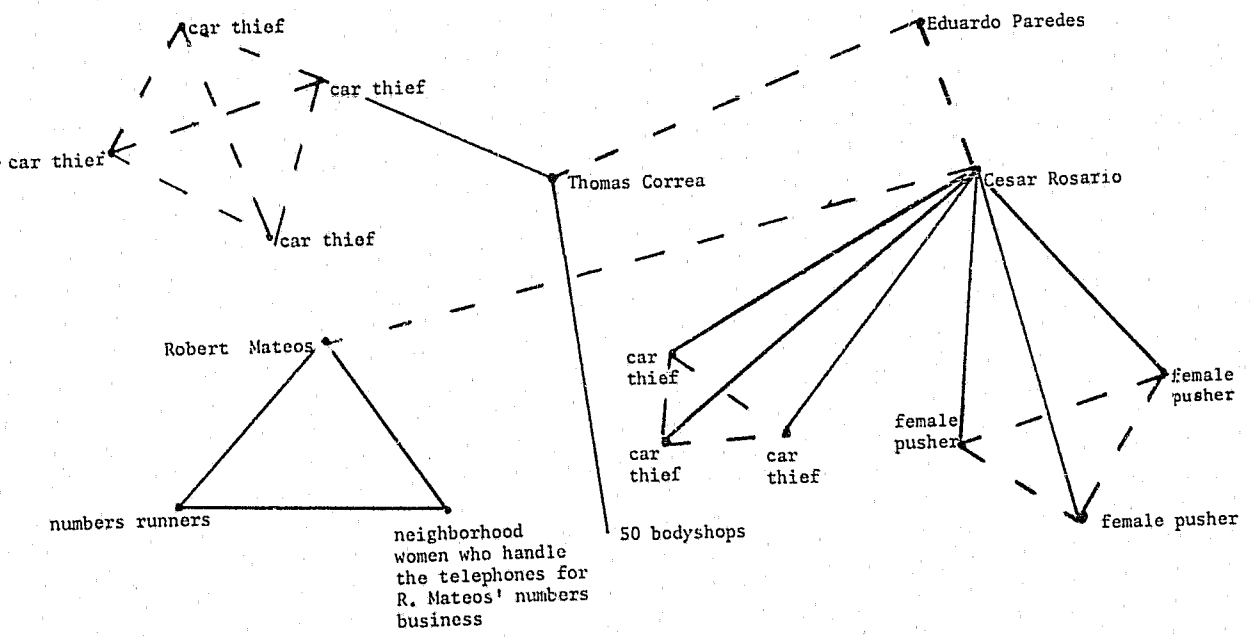 car thief
Eduardo Paredes
car thief
car thief
Thomas Correa
Cesar Rosario
car thief
Robert Mateos
car
thief
female
pusher
female
pusher
car
thief
car
thief
numbers runners
female pusher
neighborhood
women who handle
the telephones for
R. Mateos' numbers
business
50 bodyshops